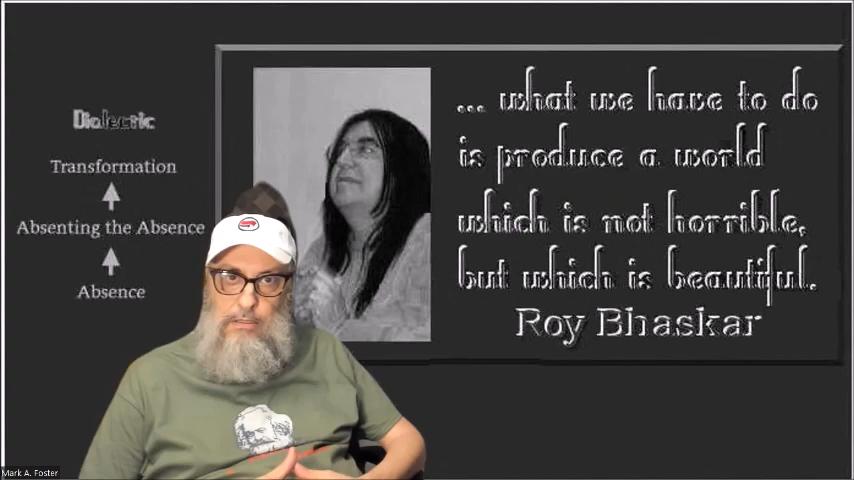 Dialectic
Transformation
Absenting the Absence
Absence
... what we have to do
is produce a world
which is not horrible,
but which is beautiful.
Roy Bhaskar
Mark A. Foster